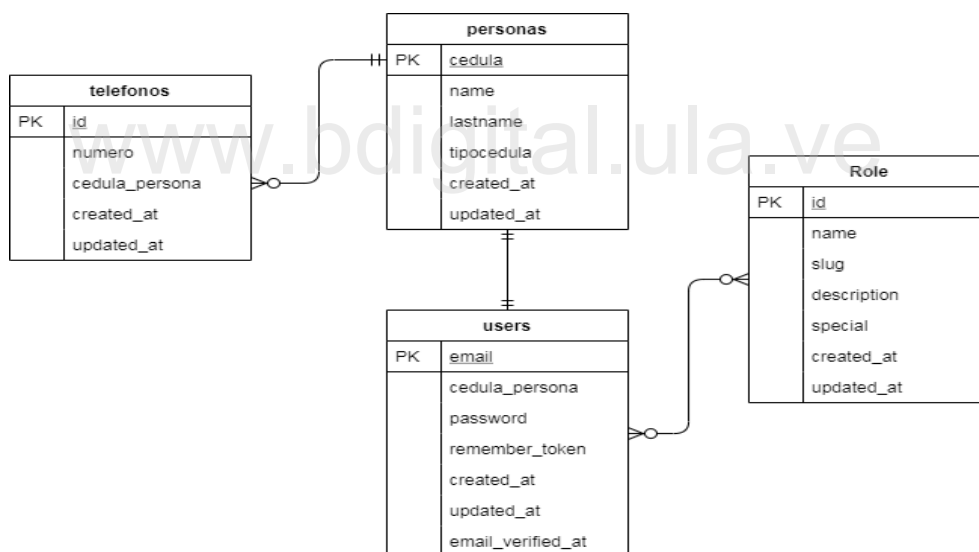 personas
PK cedula
name
lastname
tipocedula
created_at
updated_at
telefonos
PK id
numero
cedula_persona
created_at
updated_at
www.bdigital.ula.ve
Role
PK id
name
slug
description
special
created_at
updated_at
users
PK email
cedula_persona
password
remember_token
created_at
updated_at
email_verified_at